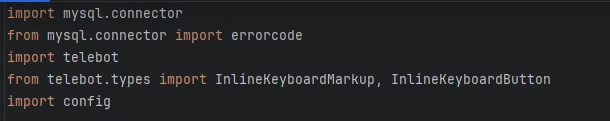 import mysql.connector
from mysql.connector import errorcode
import telebot
from telebot.types import InlineKeyboardMarkup, InlineKeyboardButton
import config